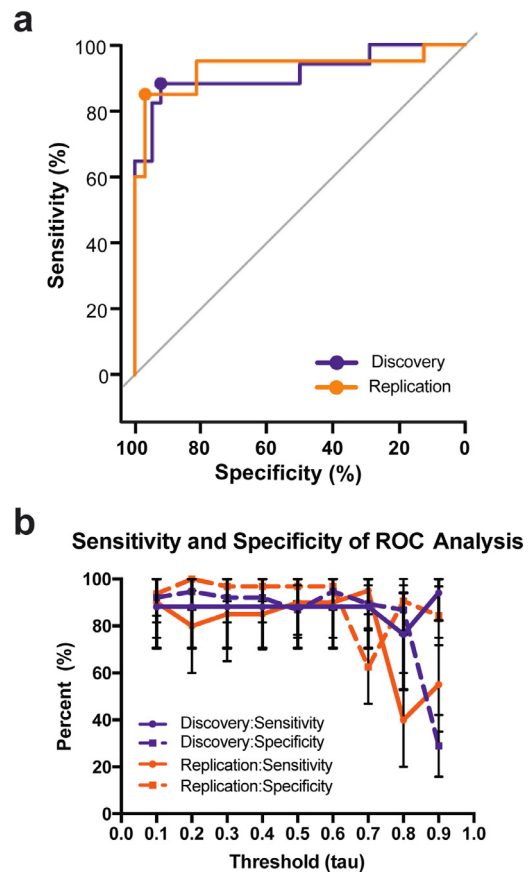 a
100
80
60
40
20
0
Sensitivity (%)
Discovery
Replication
100 80 60 40 20 0
Specificity (%)
b
Sensitivity and Specificity of ROC Analysis
100
80
60
40
20
0
Percent (%)
Discovery:Sensitivity
Discovery:Specificity
Replication:Sensitivity
Replication:Specificity
0.0 0.1 0.2 0.3 0.4 0.5 0.6 0.7 0.8 0.9 1.0
Threshold (tau)